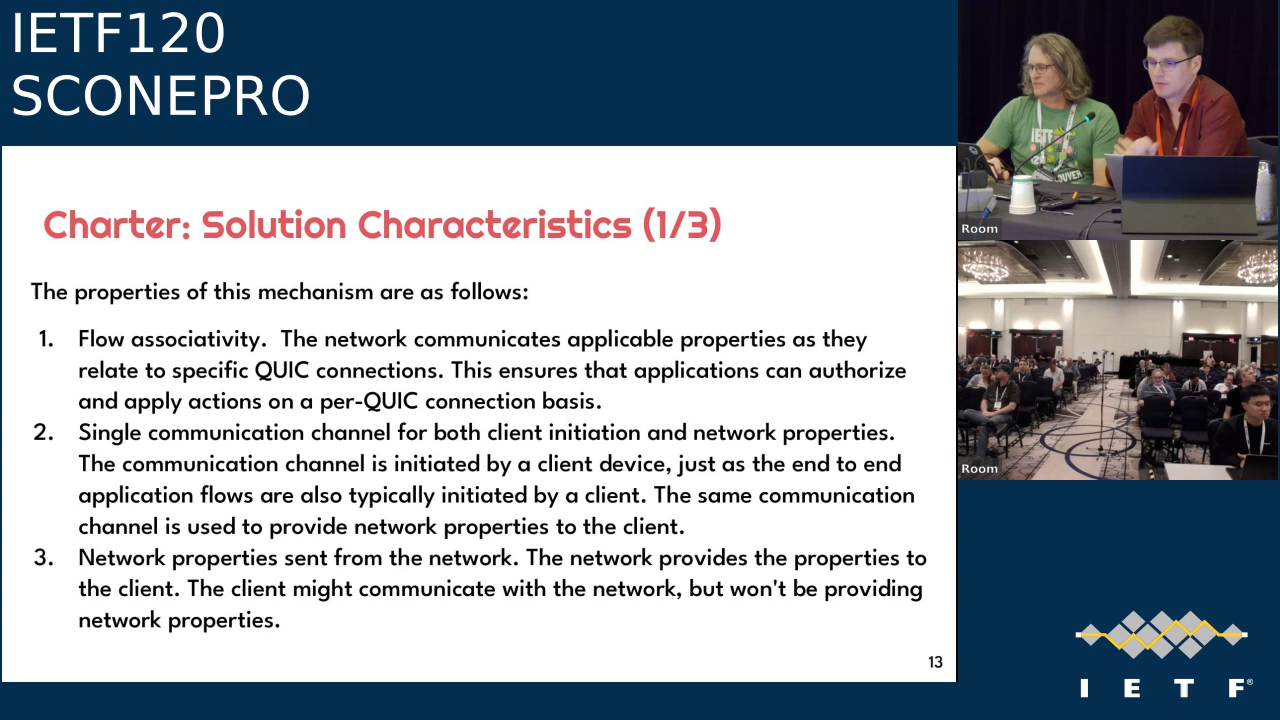 IETF120
SCONEPRO
Charter: Solution Characteristics (1/3)
The properties of this mechanism are as follows:
1. Flow associativity.  The network communicates applicable properties as they
relate to specific QUIC connections. This ensures that applications can authorize
and apply actions on a per-QUIC connection basis.
2. Single communication channel for both client initiation and network properties.
The communication channel is initiated by a client device, just as the end to end
application flows are also typically initiated by a client. The same communication
channel is used to provide network properties to the client.
3. Network properties sent from the network. The network provides the properties to
the client. The client might communicate with the network, but won't be providing
network properties.
13
IETF
Room
Room
I E T F®